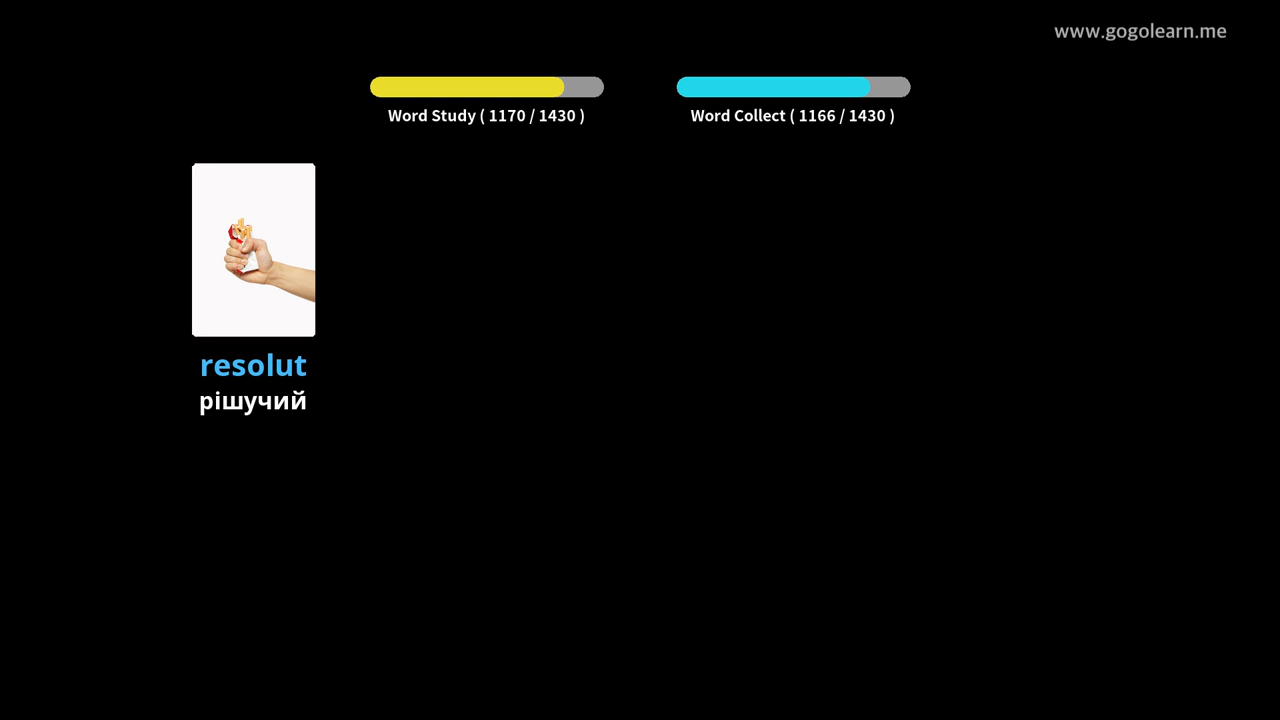 www.gogolearn.me
Word Study ( 1170 / 1430 )
Word Collect ( 1166 / 1430 )
resolut
рішучий